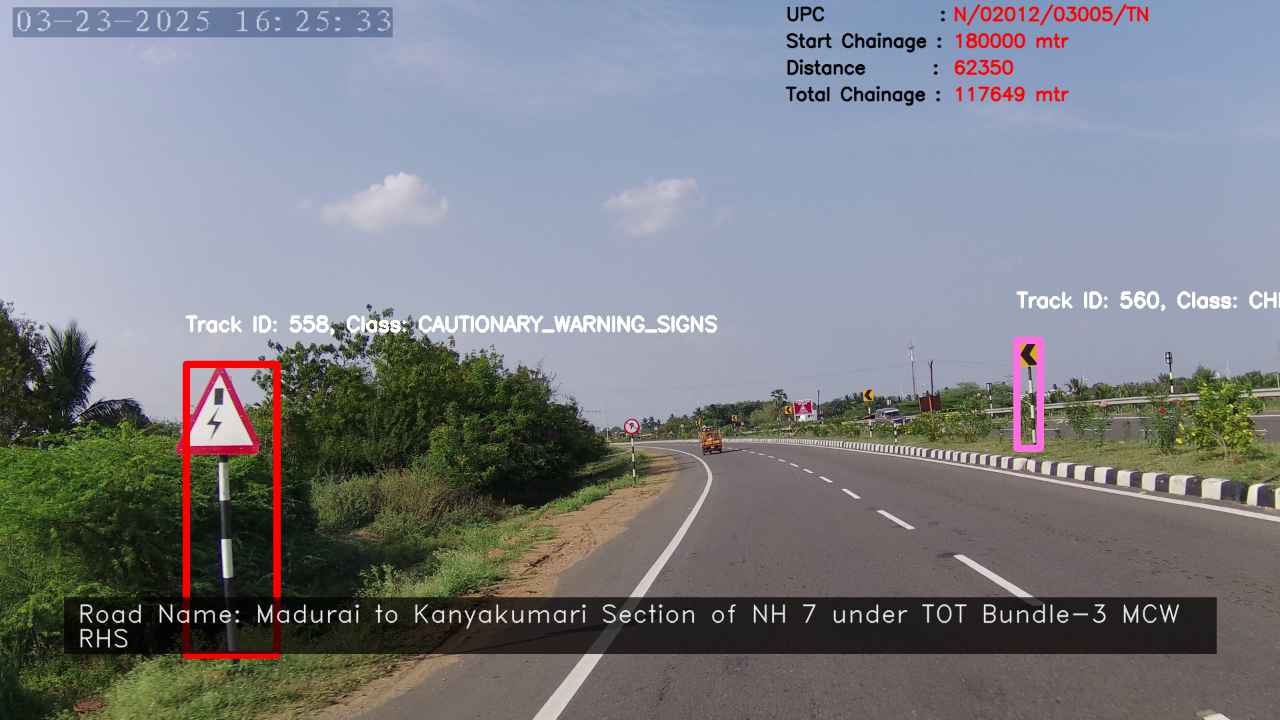 03-23-2025 16:25:33
UPC : N/02012/03005/TN
Start Chainage : 180000 mtr
Distance : 62350
Total Chainage : 117649 mtr
Track ID: 560, Class: CH
Track ID: 558, Class: CAUTIONARY_WARNING_SIGNS
Road Name: Madurai to Kanyakumari Section of NH 7 under TOT Bundle-3 MCW
RHS